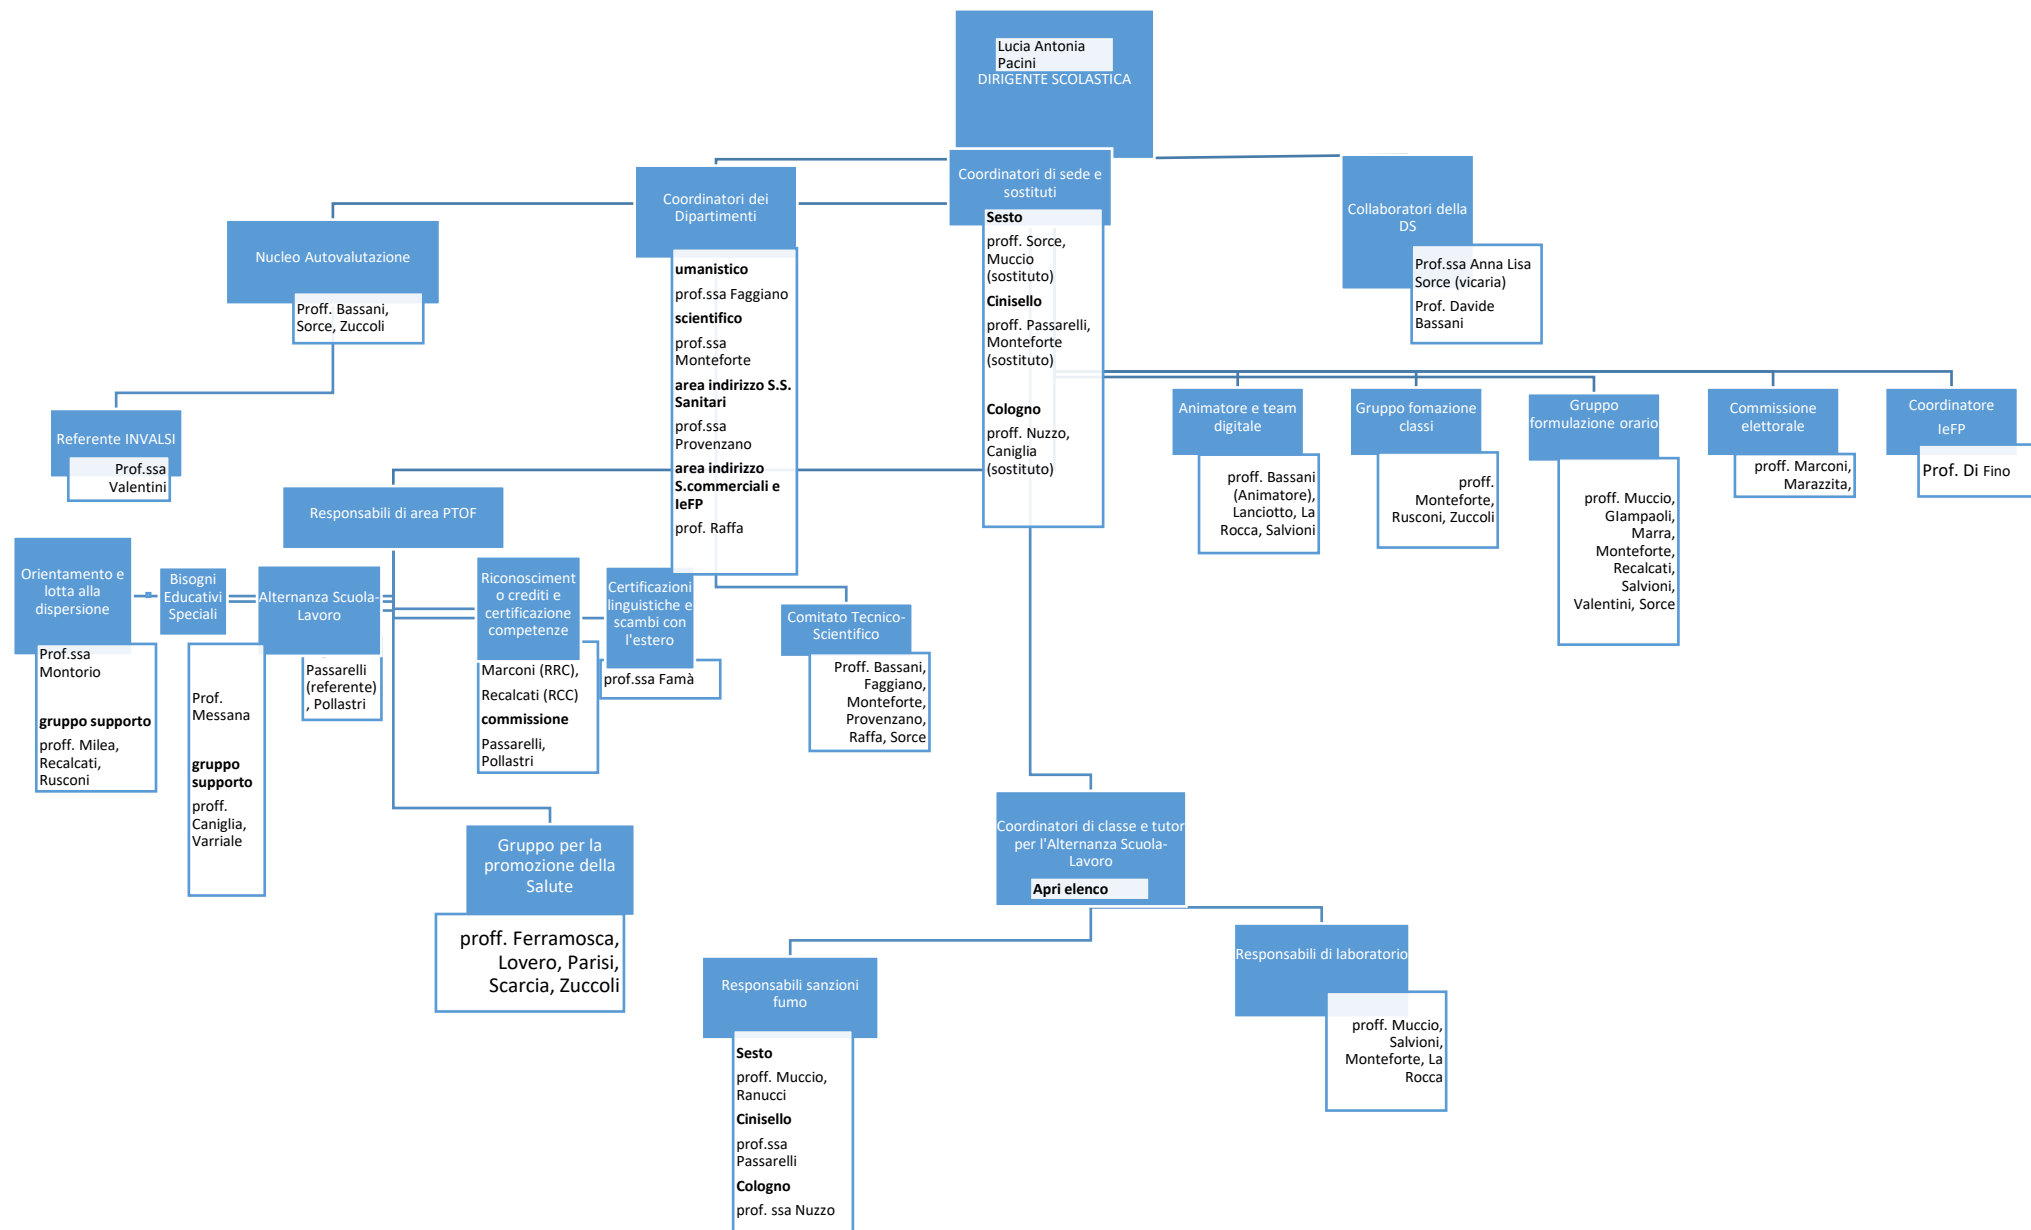 Lucia Antonia
Pacini
DIRIGENTE SCOLASTICA
Coordinatori di sede e
sostituti
Sesto
proff. Sorce,
Muccio
(sostituto)
Cinisello
proff. Passarelli,
Monteforte
(sostituto)
Cologno
proff. Nuzzo,
Caniglia
(sostituto)
Coordinatori dei
Dipartimenti
umanistico
prof.ssa Faggiano
scientifico
prof.ssa
Monteforte
area indirizzo S.S.
Sanitari
prof.ssa
Provenzano
area indirizzo
S.commerciali e
IeFP
prof. Raffa
Collaboratori della
DS
Prof.ssa Anna Lisa
Sorce (vicaria)
Prof. Davide
Bassani
Nucleo Autovalutazione
Proff. Bassani,
Sorce, Zuccoli
Referente INVALSI
Prof.ssa
Valentini
Animatore e team
digitale
proff. Bassani
(Animatore),
Lanciotto, La
Rocca, Salvioni
Gruppo fomazione
classi
proff.
Monteforte,
Rusconi, Zuccoli
Gruppo
formulazione orario
proff. Muccio,
GIampaoli,
Marra,
Monteforte,
Recalcati,
Salvioni,
Valentini, Sorce
Commissione
elettorale
proff. Marconi,
Marazzita,
Coordinatore
IeFP
Prof. Di Fino
Responsabili di area PTOF
Orientamento e
lotta alla
dispersione
Prof.ssa
Montorio
gruppo supporto
proff. Milea,
Recalcati,
Rusconi
Bisogni
Educativi
Speciali
Prof.
Messana
gruppo
supporto
proff.
Caniglia,
Varriale
Alternanza Scuola-
Lavoro
Passarelli
(referente)
, Pollastri
Riconosciment
o crediti e
certificazione
competenze
Marconi (RRC),
Recalcati (RCC)
commissione
Passarelli,
Pollastri
Certificazioni
linguistiche e
scambi con
l'estero
prof.ssa Famà
Comitato Tecnico-
Scientifico
Proff. Bassani,
Faggiano,
Monteforte,
Provenzano,
Raffa, Sorce
Gruppo per la
promozione della
Salute
proff. Ferramosca,
Lovero, Parisi,
Scarcia, Zuccoli
Coordinatori di classe e tutor
per l'Alternanza Scuola-
Lavoro
Apri elenco
Responsabili sanzioni
fumo
Sesto
proff. Muccio,
Ranucci
Cinisello
prof.ssa
Passarelli
Cologno
prof. ssa Nuzzo
Responsabili di laboratorio
proff. Muccio,
Salvioni,
Monteforte, La
Rocca